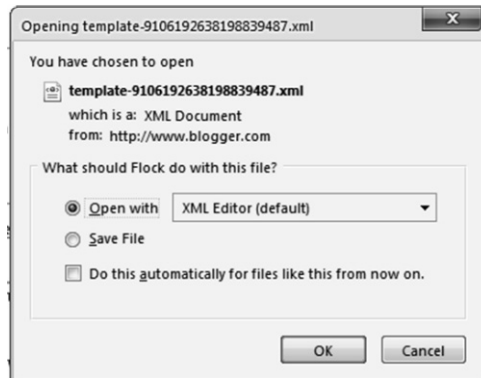 Opening template-9106192638198839487.xml
You have chosen to open
template-9106192638198839487.xml
which is a: XML Document
from: http://www.blogger.com
What should Flock do with this file?
Open with XML Editor (default)
Save File
Do this automatically for files like this from now on.
OK Cancel